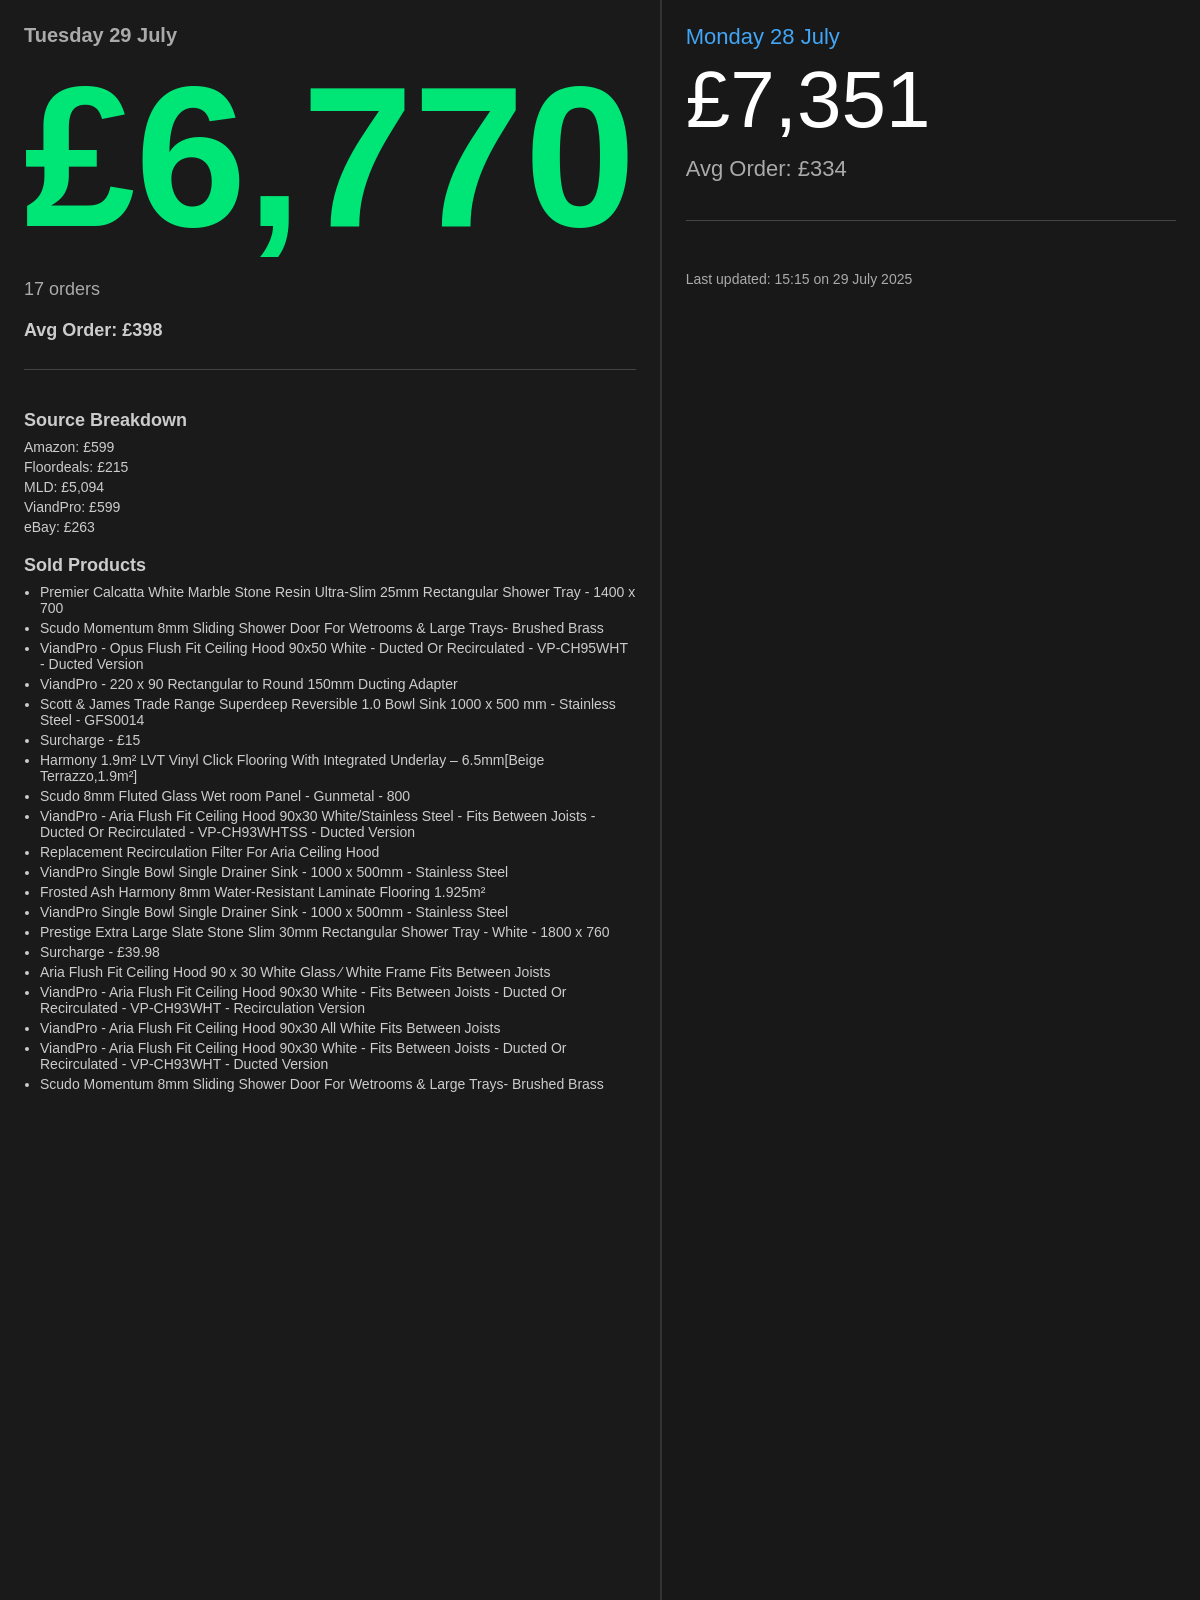 Tuesday 29 July
£6,770
17 orders
Avg Order: £398
Source Breakdown
Amazon: £599
Floordeals: £215
MLD: £5,094
ViandPro: £599
eBay: £263
Sold Products
• Premier Calcatta White Marble Stone Resin Ultra-Slim 25mm Rectangular Shower Tray - 1400 x
700
• Scudo Momentum 8mm Sliding Shower Door For Wetrooms & Large Trays- Brushed Brass
• ViandPro - Opus Flush Fit Ceiling Hood 90x50 White - Ducted Or Recirculated - VP-CH95WHT
- Ducted Version
• ViandPro - 220 x 90 Rectangular to Round 150mm Ducting Adapter
• Scott & James Trade Range Superdeep Reversible 1.0 Bowl Sink 1000 x 500 mm - Stainless
Steel - GFS0014
• Surcharge - £15
• Harmony 1.9m² LVT Vinyl Click Flooring With Integrated Underlay – 6.5mm[Beige
Terrazzo,1.9m²]
• Scudo 8mm Fluted Glass Wet room Panel - Gunmetal - 800
• ViandPro - Aria Flush Fit Ceiling Hood 90x30 White/Stainless Steel - Fits Between Joists -
Ducted Or Recirculated - VP-CH93WHTSS - Ducted Version
• Replacement Recirculation Filter For Aria Ceiling Hood
• ViandPro Single Bowl Single Drainer Sink - 1000 x 500mm - Stainless Steel
• Frosted Ash Harmony 8mm Water-Resistant Laminate Flooring 1.925m²
• ViandPro Single Bowl Single Drainer Sink - 1000 x 500mm - Stainless Steel
• Prestige Extra Large Slate Stone Slim 30mm Rectangular Shower Tray - White - 1800 x 760
• Surcharge - £39.98
• Aria Flush Fit Ceiling Hood 90 x 30 White Glass ⁄ White Frame Fits Between Joists
• ViandPro - Aria Flush Fit Ceiling Hood 90x30 White - Fits Between Joists - Ducted Or
Recirculated - VP-CH93WHT - Recirculation Version
• ViandPro - Aria Flush Fit Ceiling Hood 90x30 All White Fits Between Joists
• ViandPro - Aria Flush Fit Ceiling Hood 90x30 White - Fits Between Joists - Ducted Or
Recirculated - VP-CH93WHT - Ducted Version
• Scudo Momentum 8mm Sliding Shower Door For Wetrooms & Large Trays- Brushed Brass
Monday 28 July
£7,351
Avg Order: £334
Last updated: 15:15 on 29 July 2025